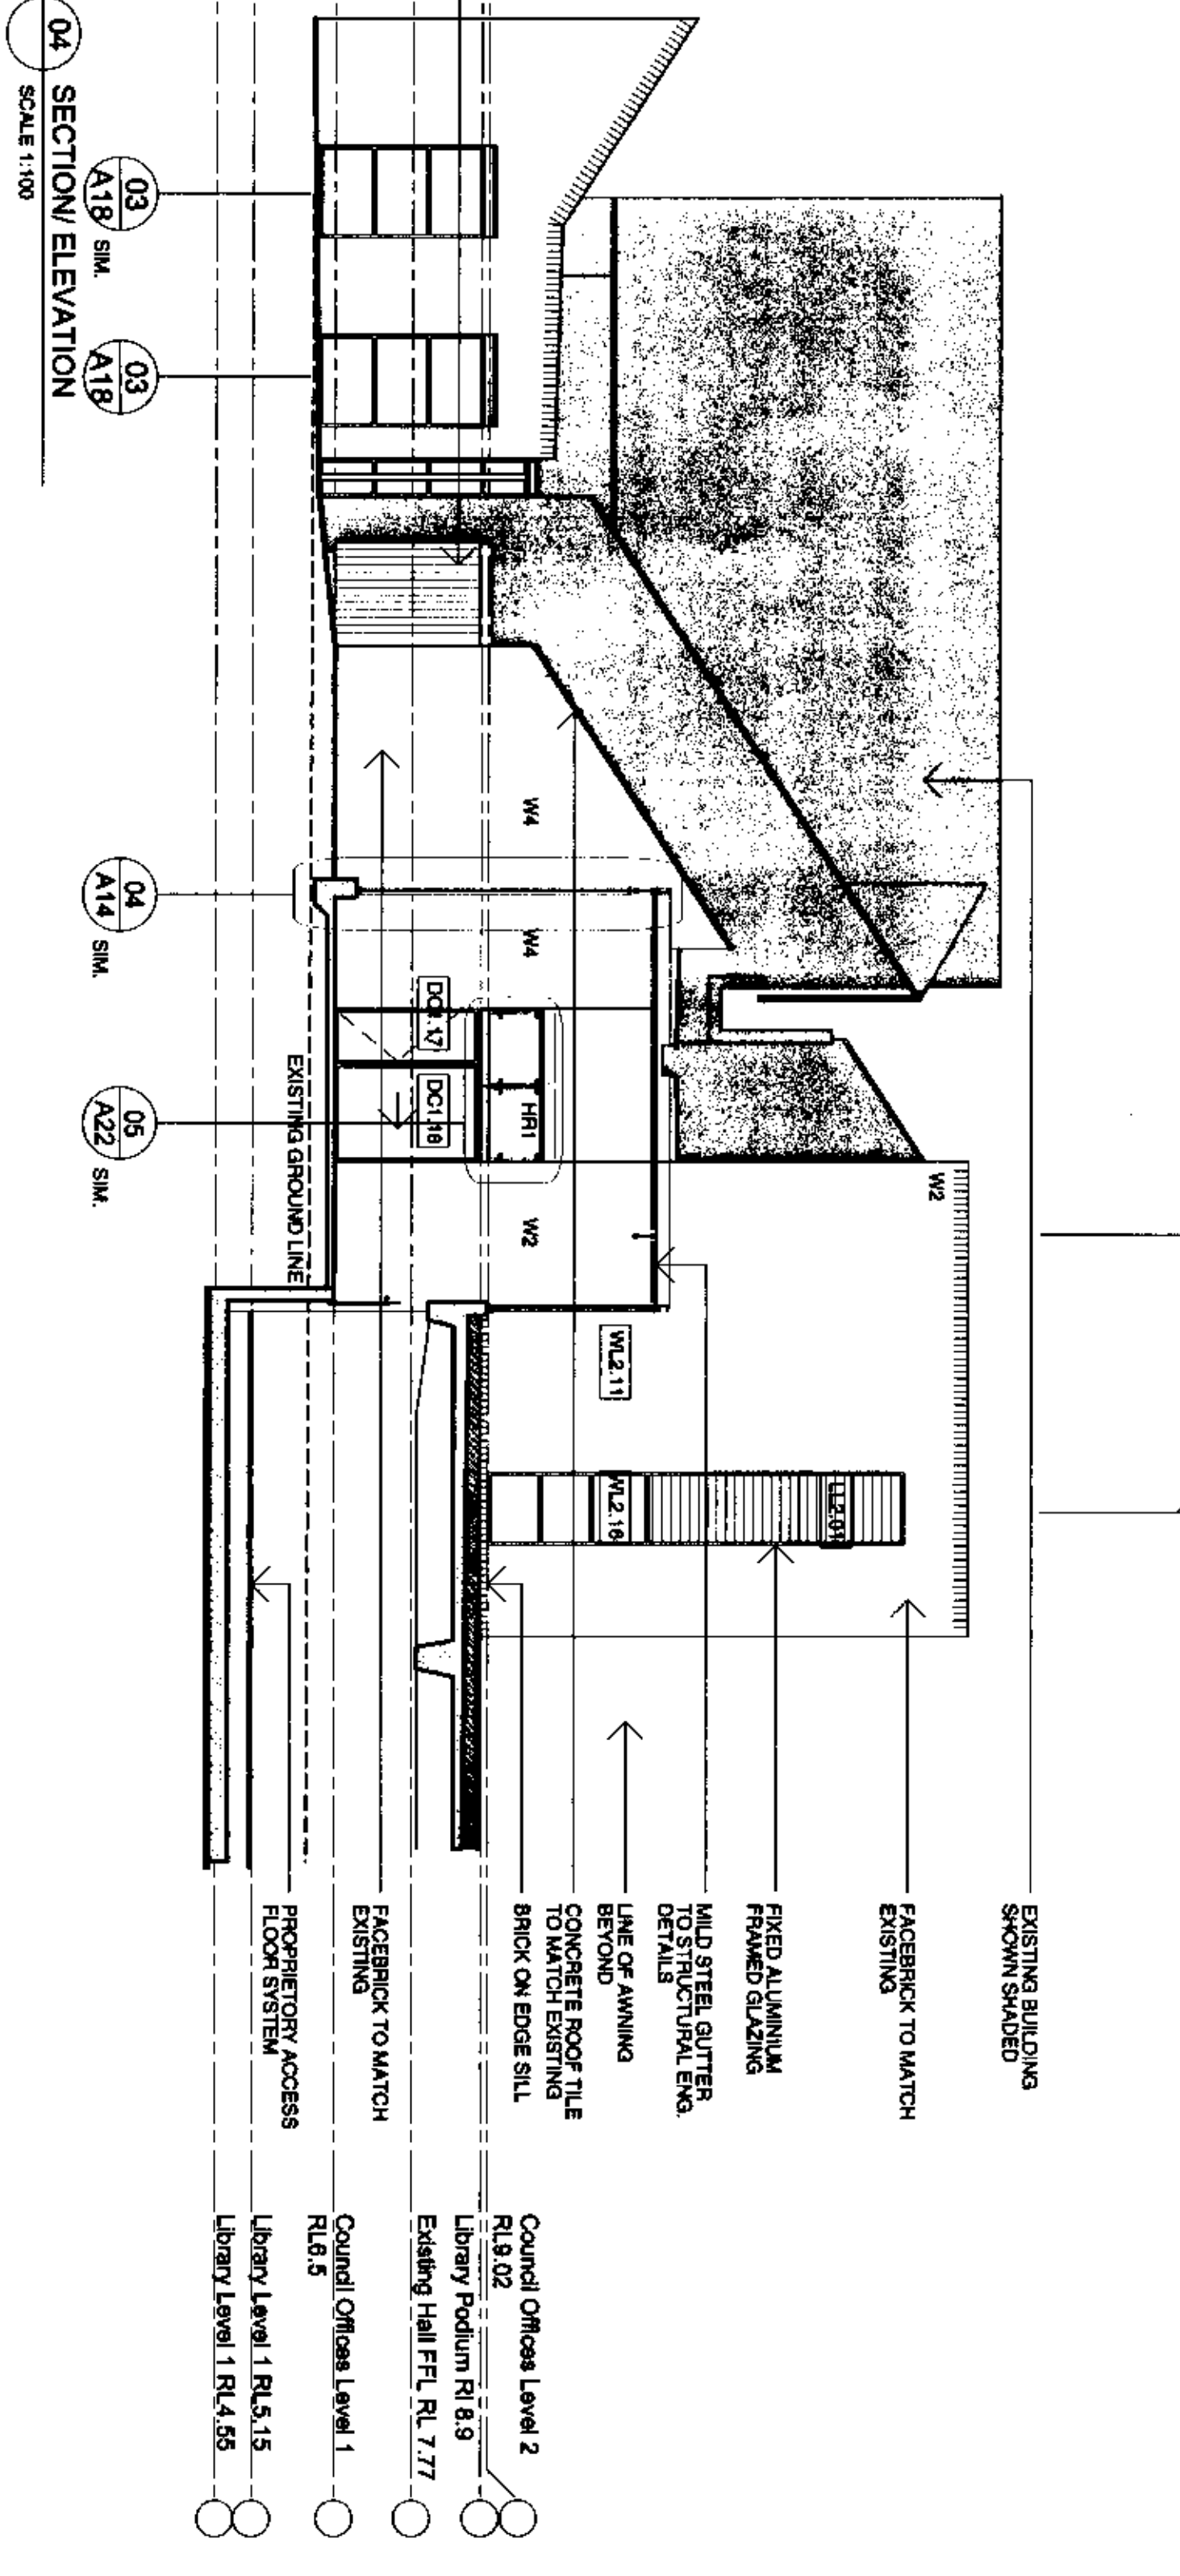 EXISTING BUILDING
SHOWN SHADED
FACEBRICK TO MATCH
EXISTING
FIXED ALUMINIUM
FRAMED GLAZING
MILD STEEL GUTTER
TO STRUCTURAL ENG.
DETAILS
LINE OF AWNING
BEYOND
CONCRETE ROOF TILE
TO MATCH EXISTING
BRICK ON EDGE SILL
FACEBRICK TO MATCH
EXISTING
PROPRIETORY ACCESS
FLOOR SYSTEM
Council Offices Level 2
RL9.02
Library Podium Rl 8.9
Existing Hall FFL RL 7.77
Council Offices Level 1
RL6.5
Library Level 1 RL5.15
Library Level 1 RL4.55
W2
LL2.01
WL2.11
WL2.16
W4
W4
W2
HR1
DC1.18
EXISTING GROUND LINE
03
A18 SIM.
03
A18
04
A14 SIM.
05
A22 SIM.
04 SECTION/ ELEVATION
SCALE 1:100